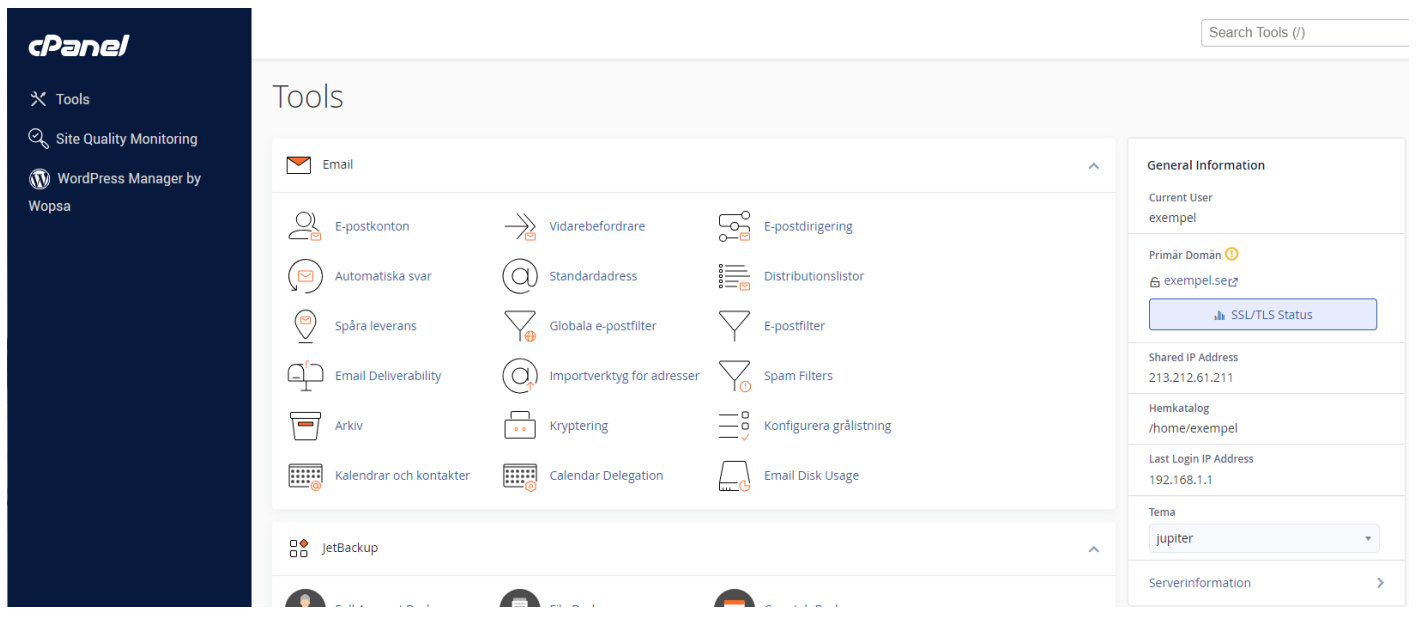 cPanel
Search Tools (/)
Tools
Site Quality Monitoring
WordPress Manager by
Wopsa
Tools
Email
E-postkonton
Vidarebefordrare
E-postdirigering
Automatiska svar
Standardadress
Distributionslistor
Spåra leverans
Globala e-postfilter
E-postfilter
Email Deliverability
Importverktyg för adresser
Spam Filters
Arkiv
Kryptering
Konfigurera grålistning
Kalendrar och kontakter
Calendar Delegation
Email Disk Usage
JetBackup
General Information
Current User
exempel
Primär Domän
exempel.se
SSL/TLS Status
Shared IP Address
213.212.61.211
Hemkatalog
/home/exempel
Last Login IP Address
192.168.1.1
Tema
jupiter
Serverinformation